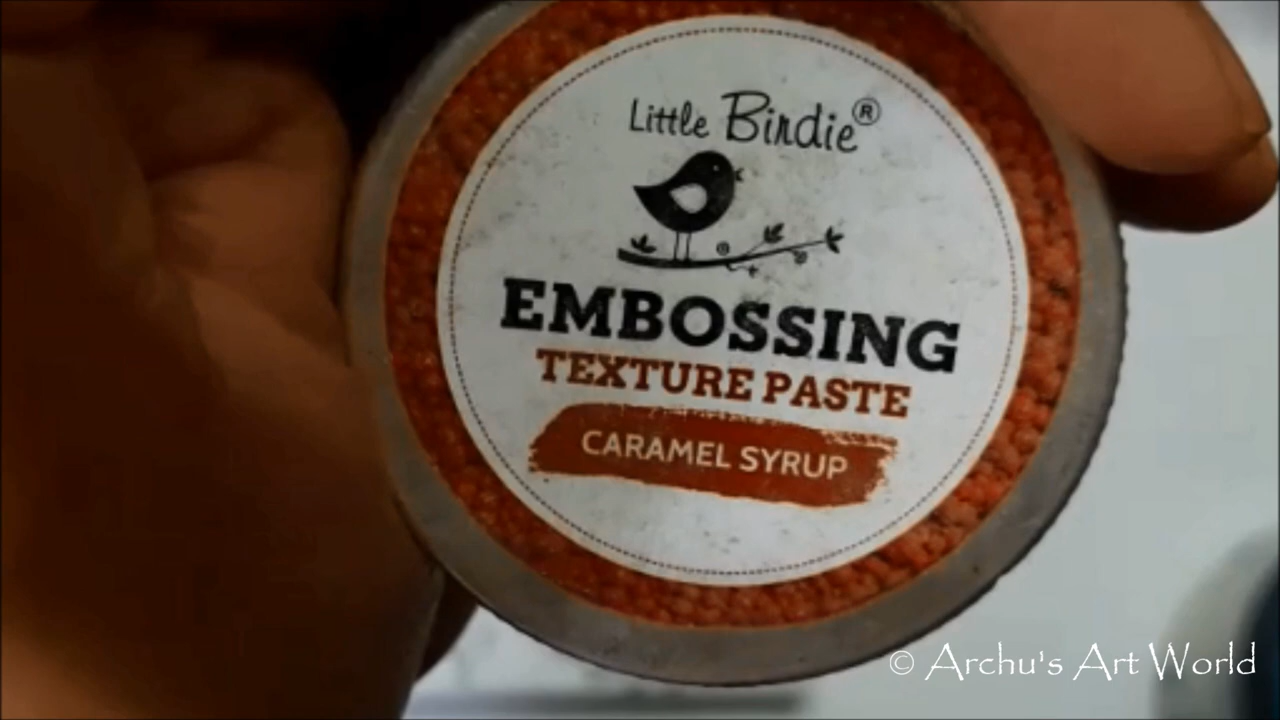 Little Birdie®
EMBOSSING
TEXTURE PASTE
CARAMEL SYRUP
© Archu's Art World